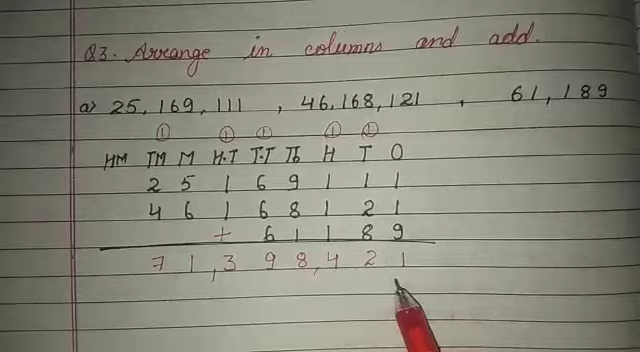 Q3. Arrange in columns and add.
a) 25,169,111 , 46,168,121 , 61,189
① ① ① ① ①
HM TM M H.T T.T Th H T O
2 5 1 6 9 1 1 1
4 6 1 6 8 1 2 1
+ 6 1 1 8 9
7 1,3 9 8,4 2 1